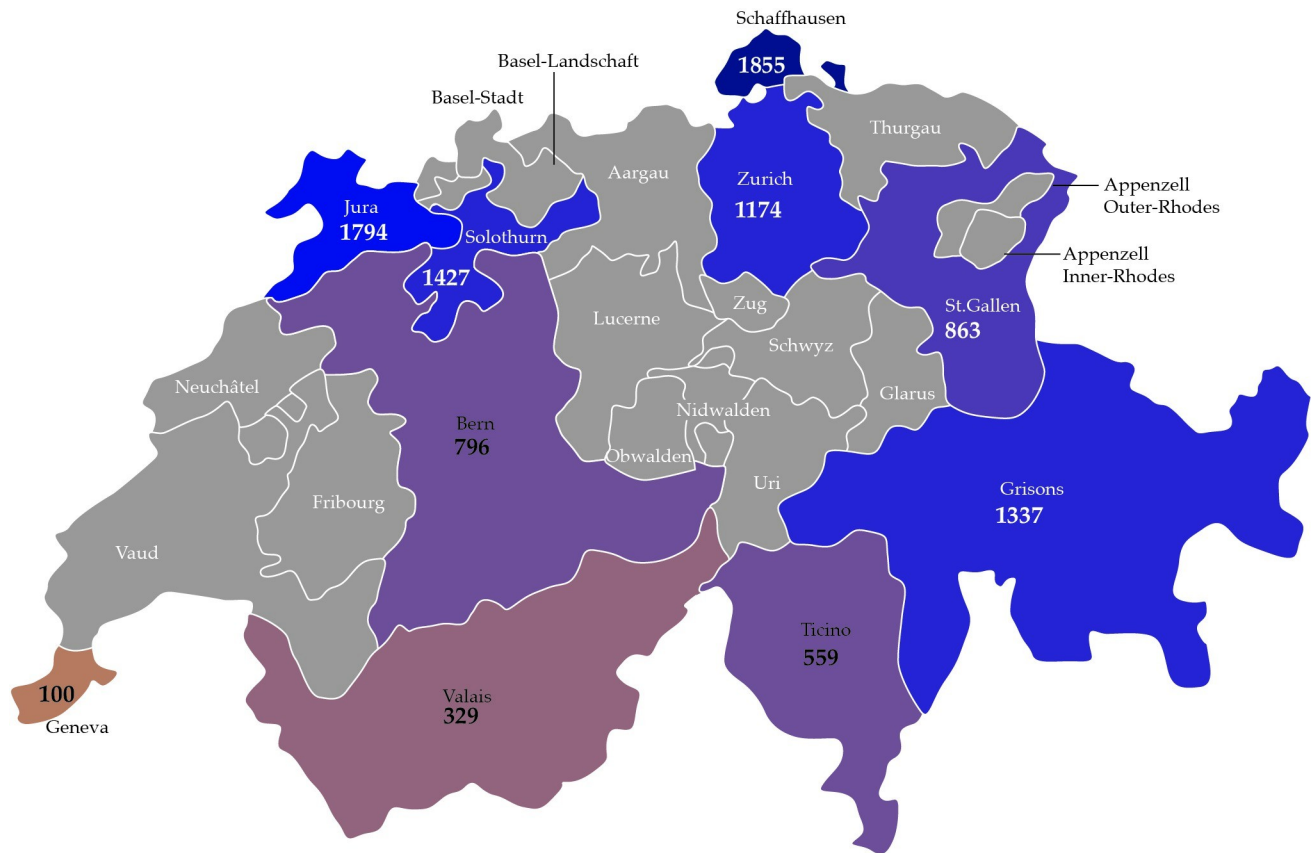 Schaffhausen
1855
Basel-Landschaft
Basel-Stadt
Thurgau
Aargau
Zurich
1174
Appenzell
Outer-Rhodes
Jura
1794
Solothurn
1427
Appenzell
Inner-Rhodes
Zug
St.Gallen
863
Lucerne
Schwyz
Neuchâtel
Glarus
Nidwalden
Bern
796
Obwalden
Uri
Grisons
1337
Fribourg
Vaud
Ticino
559
100
Geneva
Valais
329